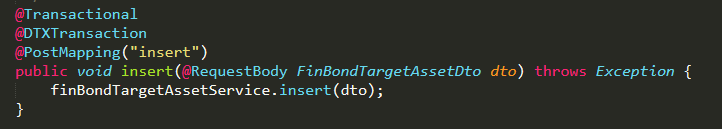 @Transactional
@DTXTransaction
@PostMapping("insert")
public void insert(@RequestBody FinBondTargetAssetDto dto) throws Exception {
    finBondTargetAssetService.insert(dto);
}